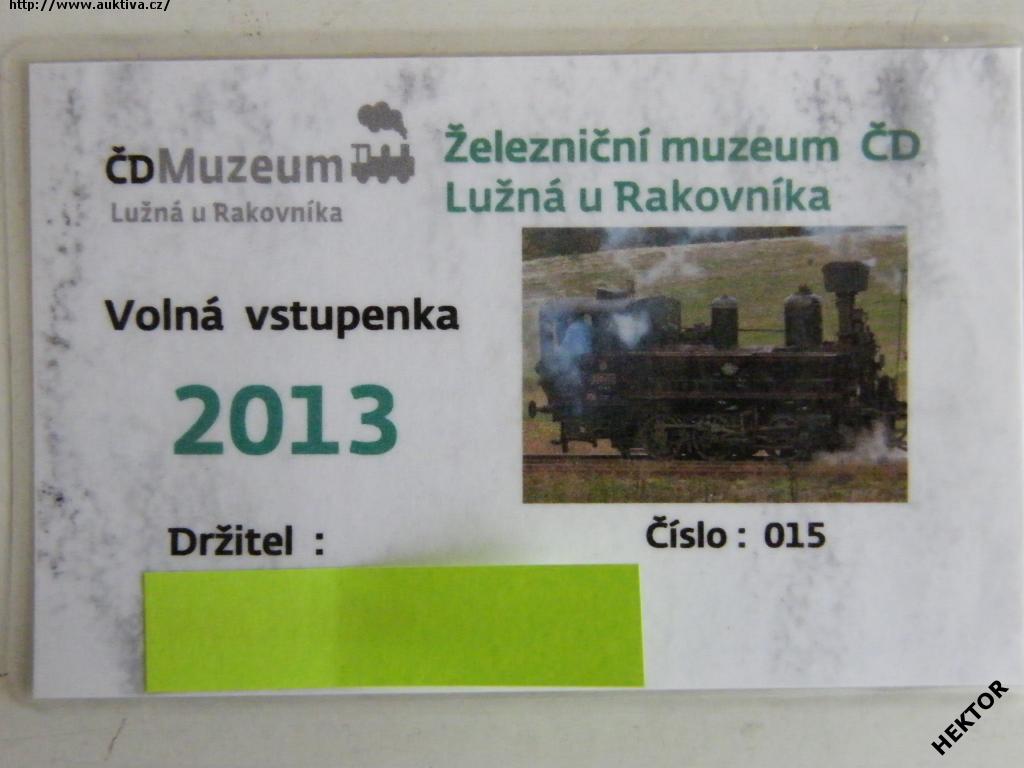 http://www.auktiva.cz/
ČDMuzeum
Lužná u Rakovníka
Železniční muzeum ČD
Lužná u Rakovníka
Volná vstupenka
2013
Držitel :
Číslo : 015
HEKTOR